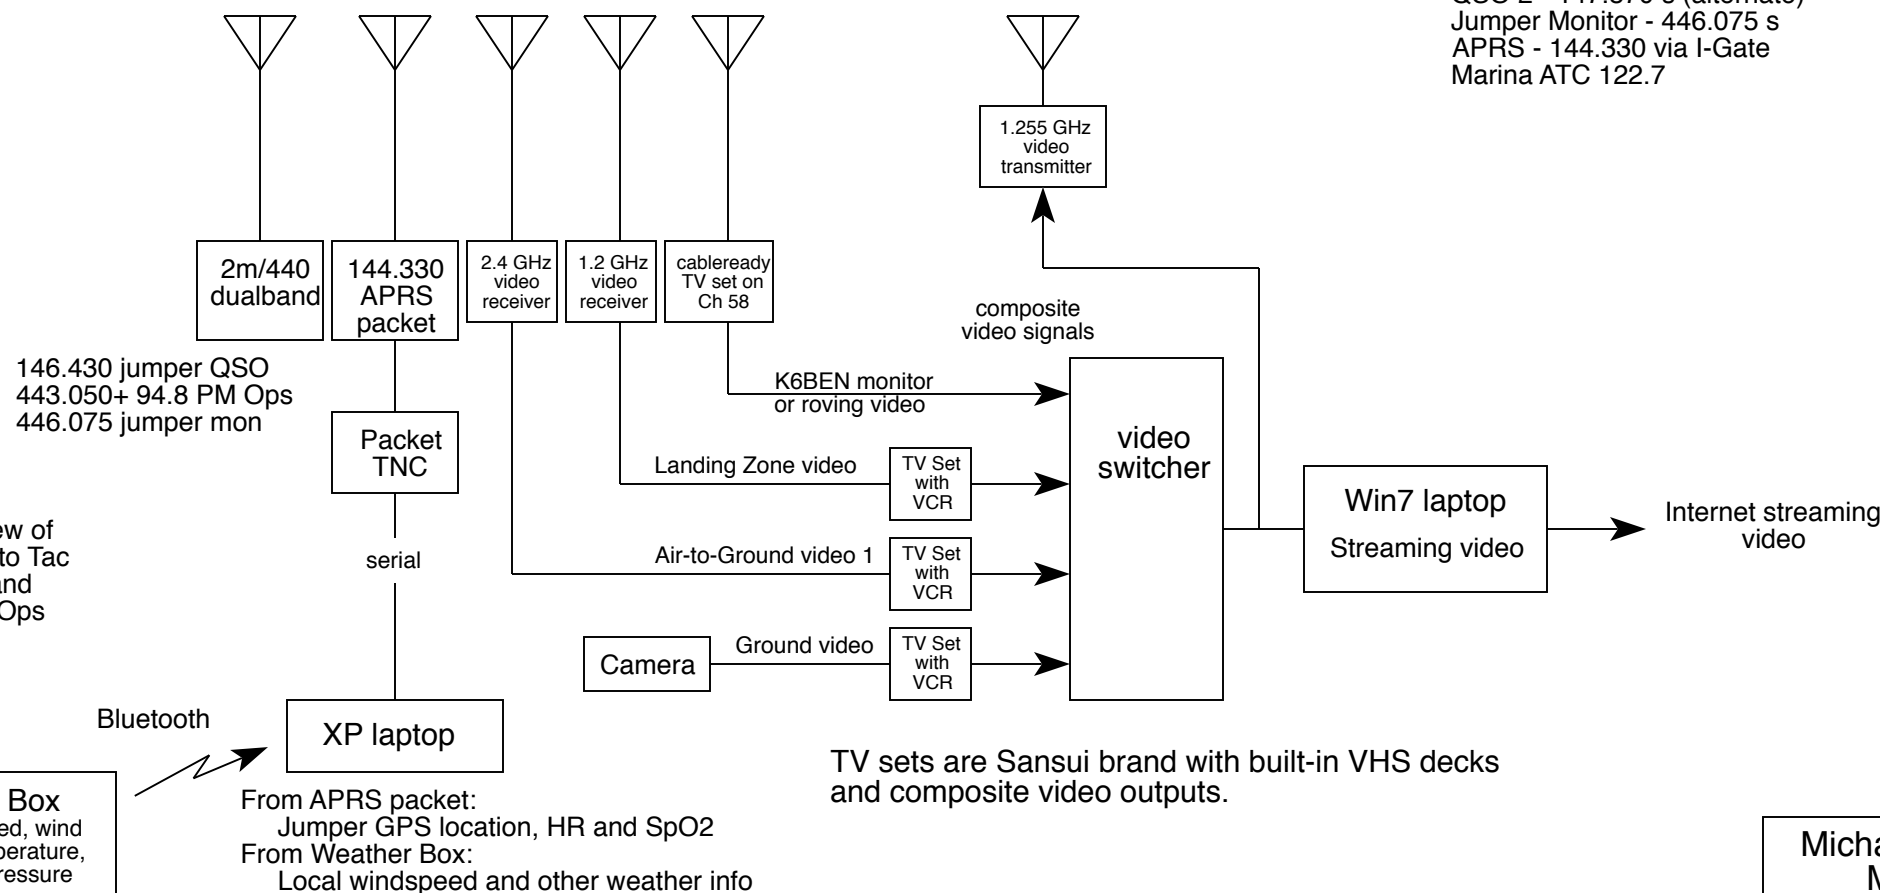 Jumper Monitor - 446.075 s
APRS - 144.330 via I-Gate
Marina ATC 122.7
1.255 GHz
video
transmitter
2m/440
dualband
144.330
APRS
packet
2.4 GHz
video
receiver
1.2 GHz
video
receiver
cableready
TV set on
Ch 58
composite
video signals
146.430 jumper QSO
443.050+ 94.8 PM Ops
446.075 jumper mon
K6BEN monitor
or roving video
Packet
TNC
Landing Zone video
TV Set
with
VCR
video
switcher
Win7 laptop
Streaming video
Internet streaming
video
of
to Tac
Ops
serial
Air-to-Ground video 1
TV Set
with
VCR
Camera
Ground video
TV Set
with
VCR
Bluetooth
XP laptop
TV sets are Sansui brand with built-in VHS decks
and composite video outputs.
Box
wind
From APRS packet:
Jumper GPS location, HR and SpO2
From Weather Box:
Local windspeed and other weather info